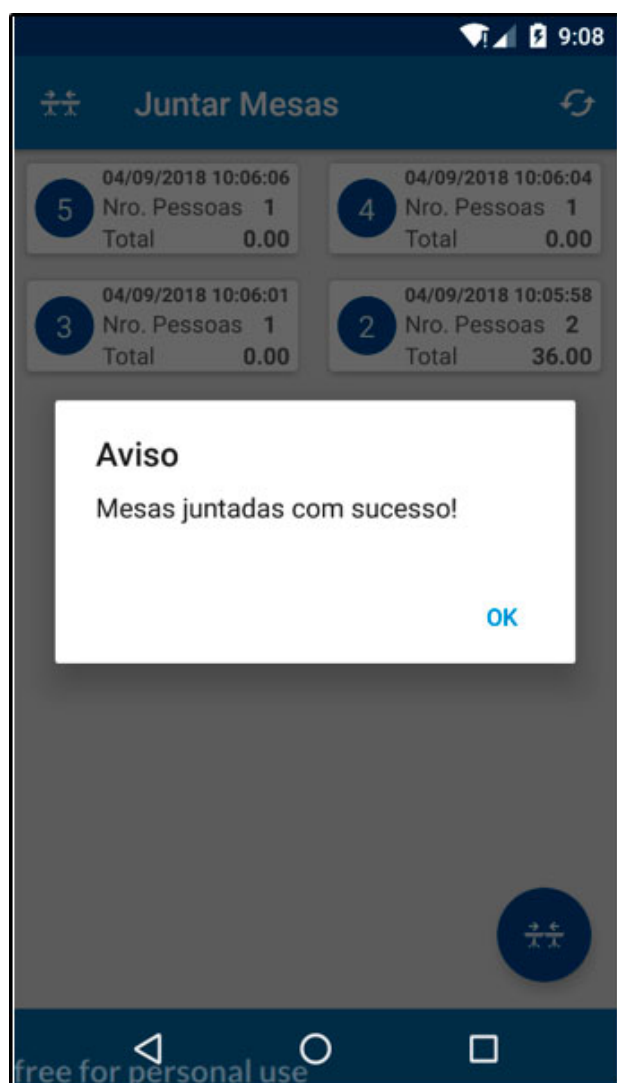 9:08
Juntar Mesas
5
04/09/2018 10:06:06
Nro. Pessoas 1
Total 0.00
4
04/09/2018 10:06:04
Nro. Pessoas 1
Total 0.00
3
04/09/2018 10:06:01
Nro. Pessoas 1
Total 0.00
2
04/09/2018 10:05:58
Nro. Pessoas 2
Total 36.00
Aviso
Mesas juntadas com sucesso!
OK
free for personal use